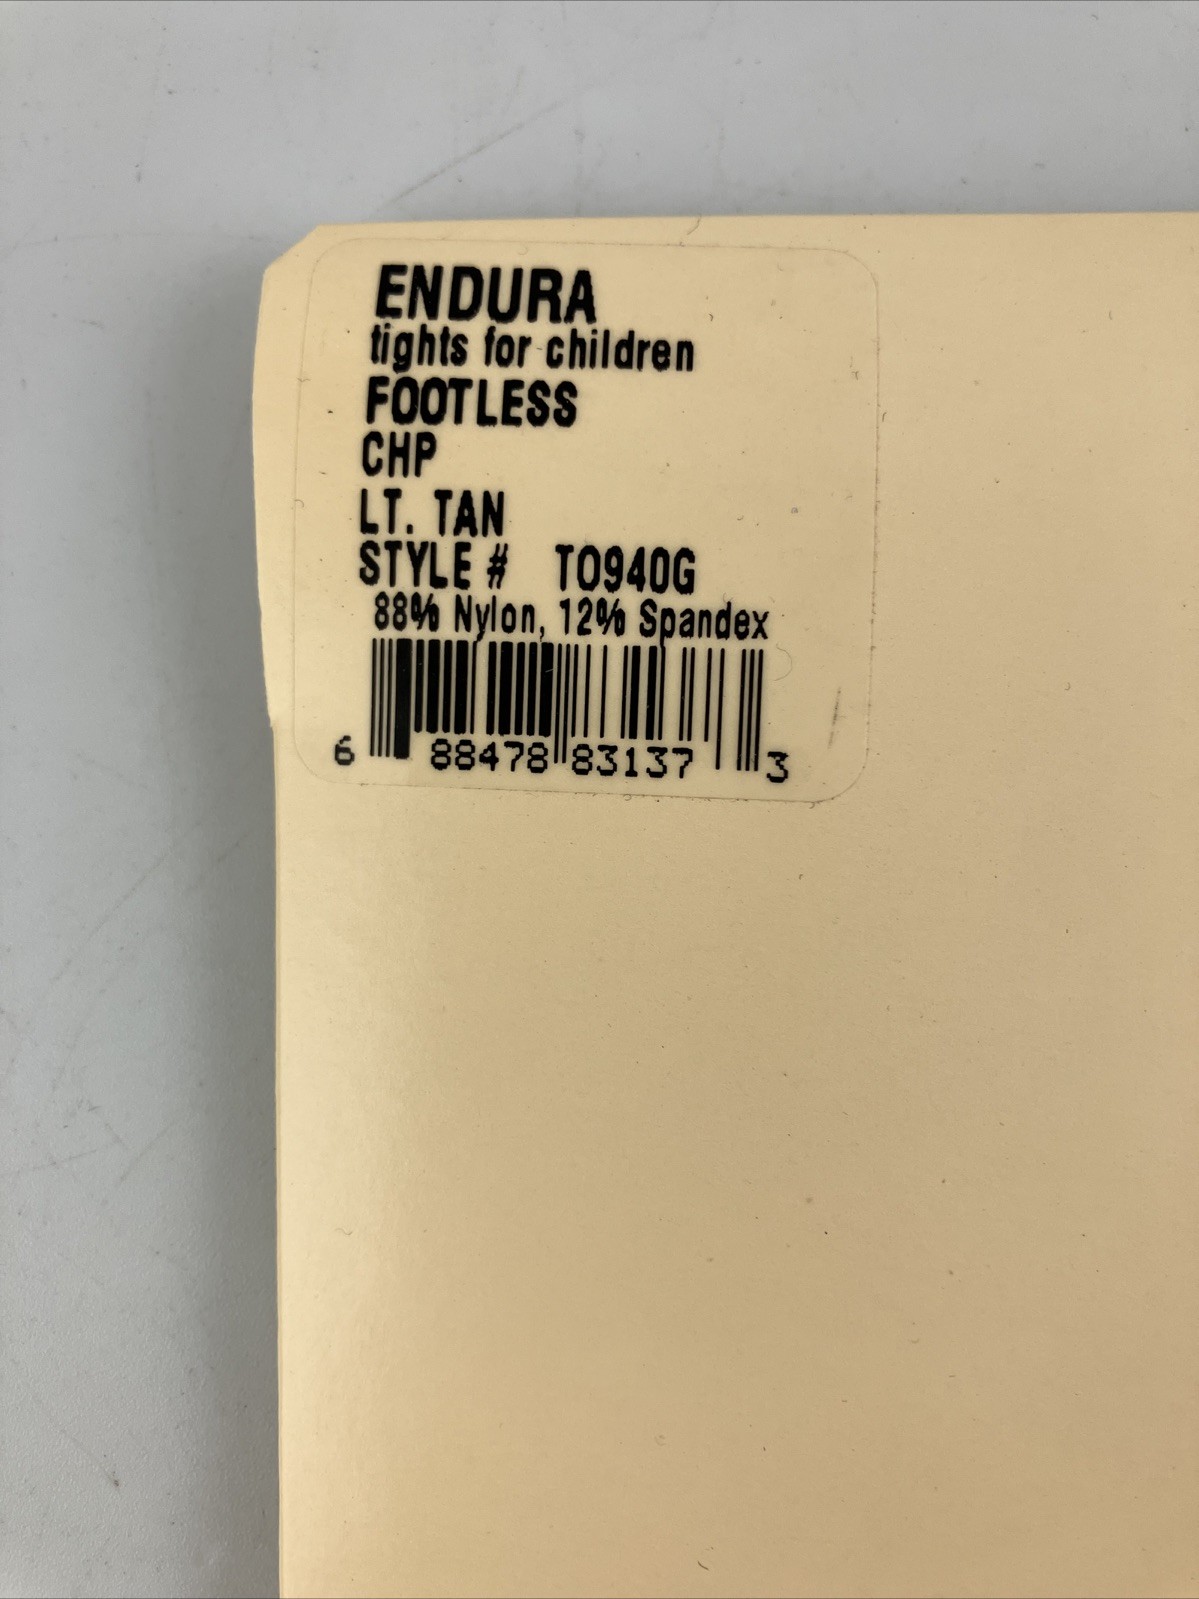 ENDURA
tights for children
FOOTLESS
CHP
LT. TAN
STYLE # TO940G
88% Nylon, 12% Spandex
6 88478 83137 3